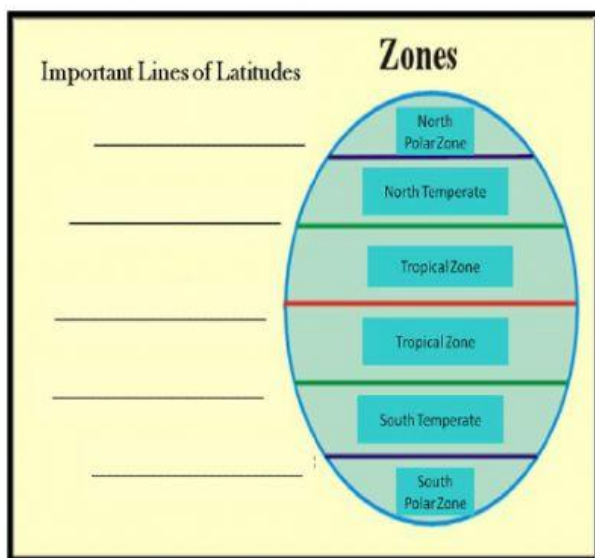 Zones
Important Lines of Latitudes
North
Polar Zone
North Temperate
Tropical Zone
Tropical Zone
South Temperate
South
Polar Zone